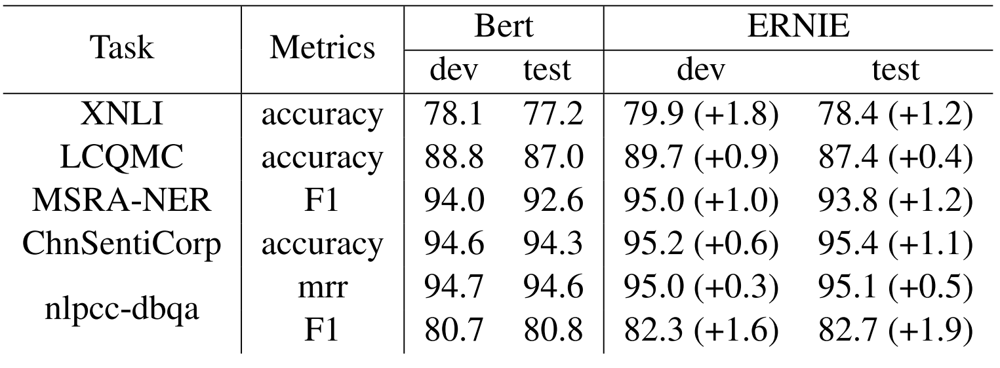 Task Metrics Bert ERNIE
dev test dev test
XNLI accuracy 78.1 77.2 79.9 (+1.8) 78.4 (+1.2)
LCQMC accuracy 88.8 87.0 89.7 (+0.9) 87.4 (+0.4)
MSRA-NER F1 94.0 92.6 95.0 (+1.0) 93.8 (+1.2)
ChnSentiCorp accuracy 94.6 94.3 95.2 (+0.6) 95.4 (+1.1)
nlpcc-dbqa mrr 94.7 94.6 95.0 (+0.3) 95.1 (+0.5)
F1 80.7 80.8 82.3 (+1.6) 82.7 (+1.9)